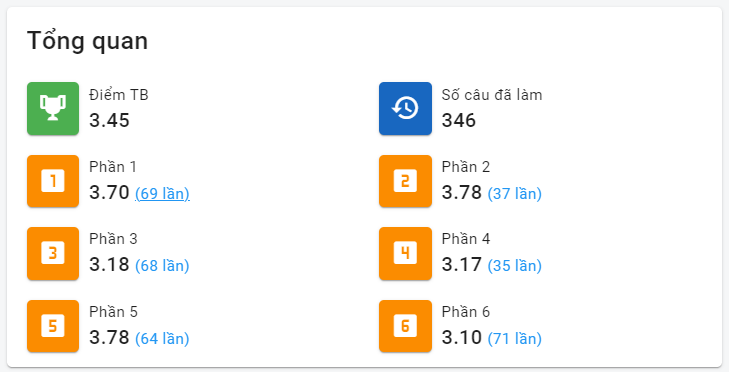 Tổng quan
Điểm TB
3.45
Số câu đã làm
346
1
Phần 1
3.70 (69 lần)
2
Phần 2
3.78 (37 lần)
3
Phần 3
3.18 (68 lần)
4
Phần 4
3.17 (35 lần)
5
Phần 5
3.78 (64 lần)
6
Phần 6
3.10 (71 lần)